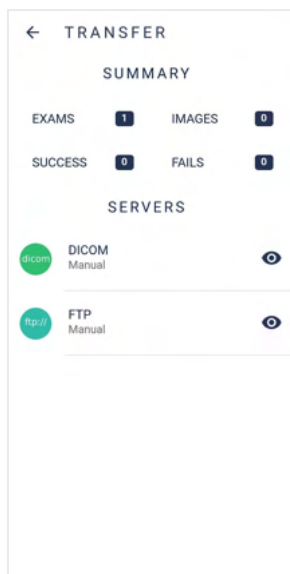 TRANSFER
SUMMARY
EXAMS 1 IMAGES 0
SUCCESS 0 FAILS 0
SERVERS
dicom DICOM
Manual
ftp:// FTP
Manual